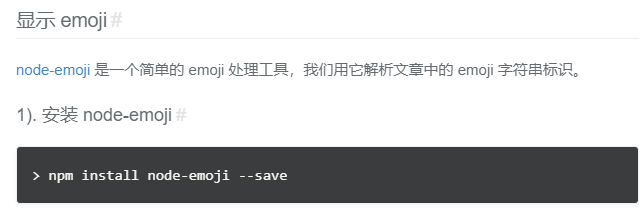 显示 emoji #
node-emoji 是一个简单的 emoji 处理工具，我们用它解析文章中的 emoji 字符串标识。
1). 安装 node-emoji #
> npm install node-emoji --save